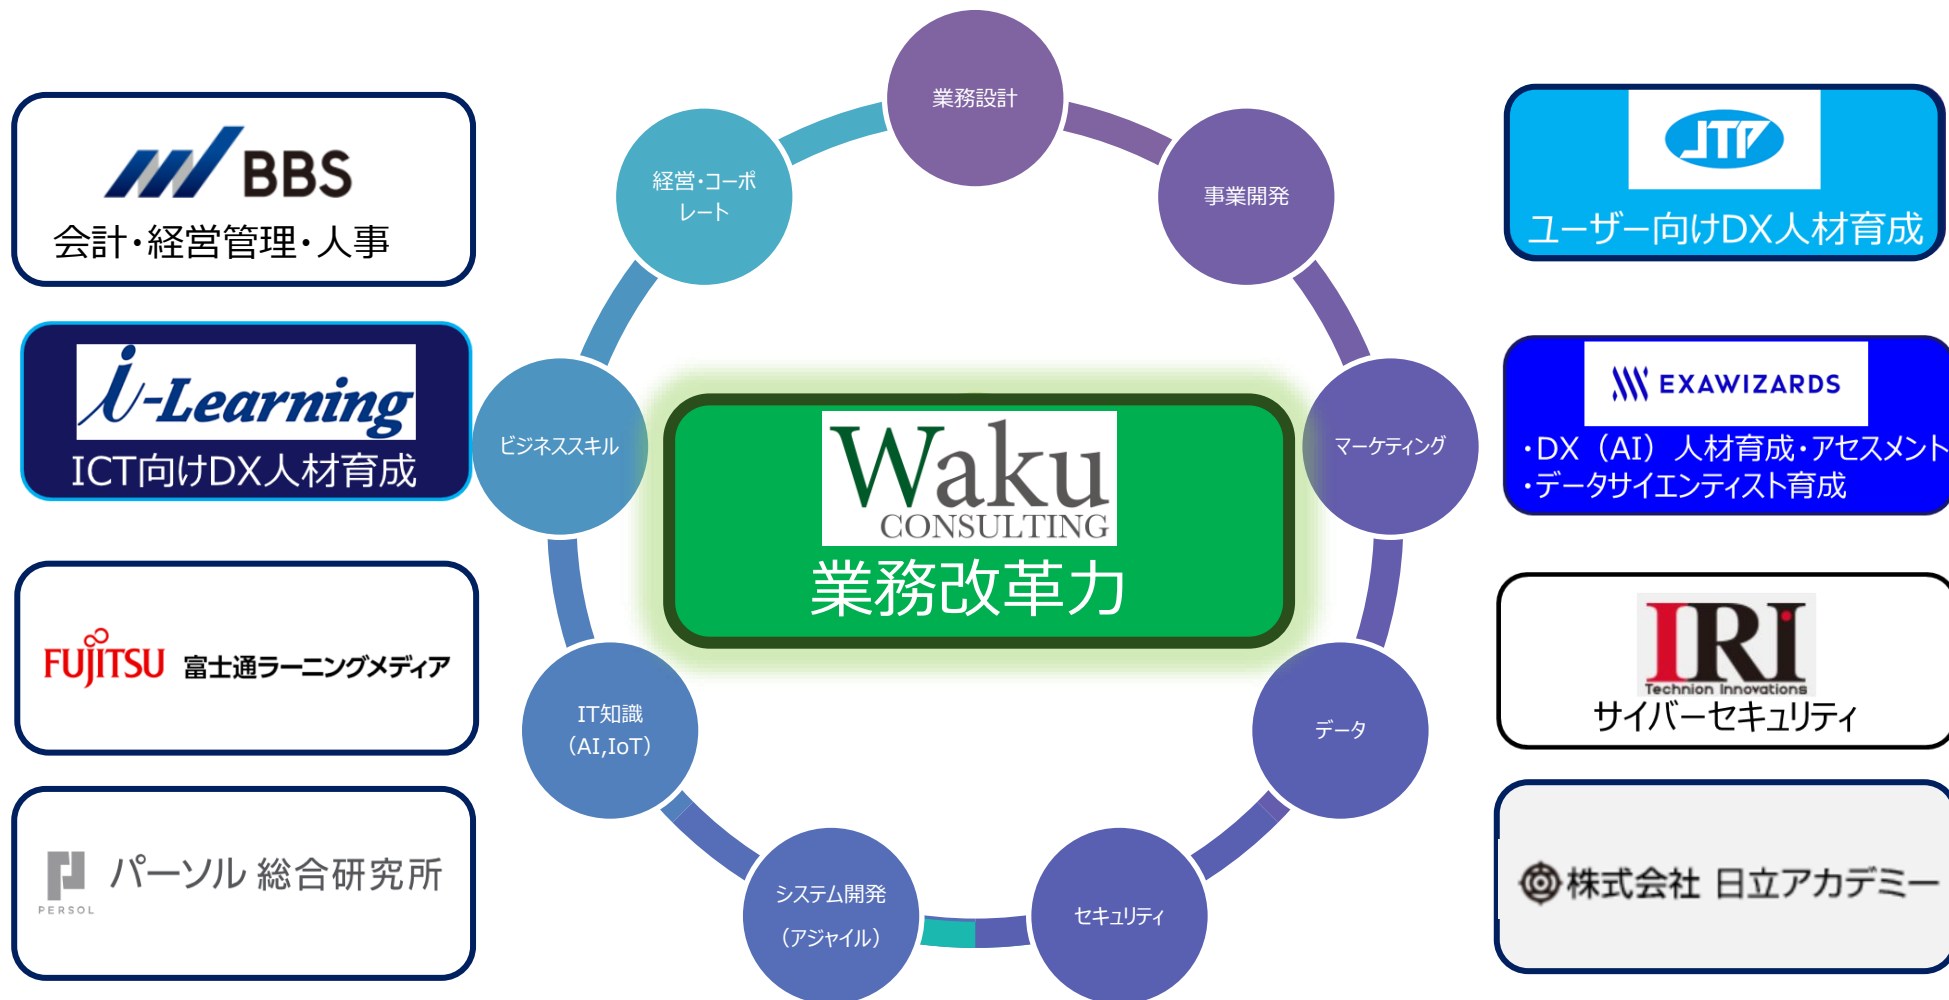 BBS
会計・経営管理・人事
i-Learning
ICT向けDX人材育成
FUJITSU 富士通ラーニングメディア
PERSOL
パーソル 総合研究所
業務設計
事業開発
マーケティング
データ
セキュリティ
システム開発
（アジャイル）
IT知識
（AI,IoT）
ビジネススキル
経営・コーポ
レート
Waku
CONSULTING
業務改革力
JTP
ユーザー向けDX人材育成
EXAWIZARDS
・DX（AI）人材育成・アセスメント
・データサイエンティスト育成
IRI
Technion Innovations
サイバーセキュリティ
株式会社 日立アカデミー